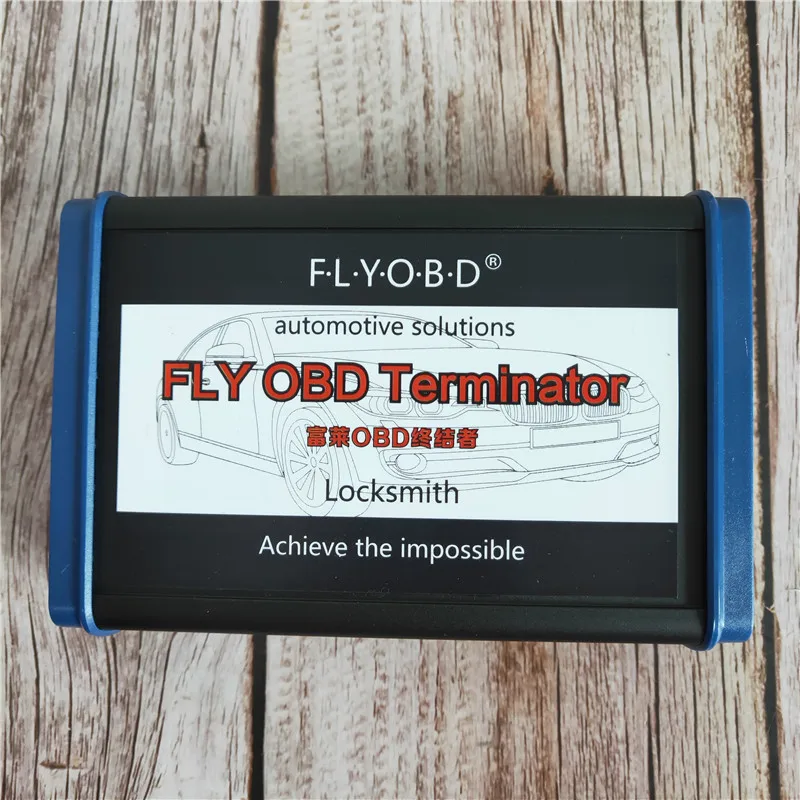 F·L·Y·O·B·D®
automotive solutions
FLY OBD Terminator
富莱OBD终结者
Locksmith
Achieve the impossible